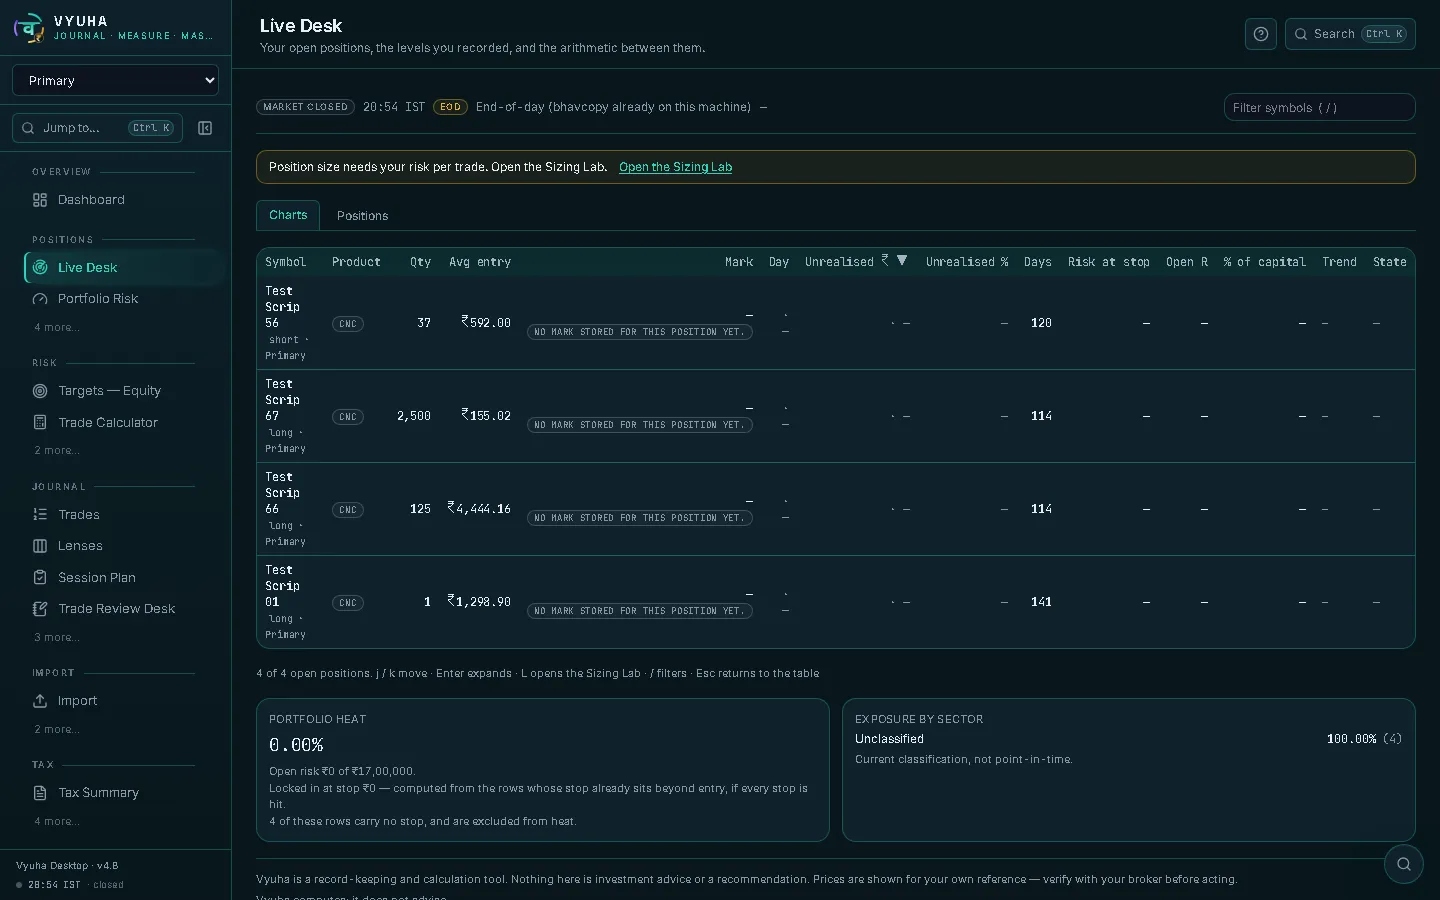 व
VYUHA
JOURNAL · MEASURE · MAS...
Primary
Jump to... Ctrl K
OVERVIEW
Dashboard
POSITIONS
Live Desk
Portfolio Risk
4 more...
RISK
Targets — Equity
Trade Calculator
2 more...
JOURNAL
Trades
Lenses
Session Plan
Trade Review Desk
3 more...
IMPORT
Import
2 more...
TAX
Tax Summary
4 more...
Vyuha Desktop · v4.8
20:54 IST · closed
Live Desk
Your open positions, the levels you recorded, and the arithmetic between them.
Search Ctrl K
MARKET CLOSED 20:54 IST EOD End-of-day (bhavcopy already on this machine) —
Filter symbols ( / )
Position size needs your risk per trade. Open the Sizing Lab. Open the Sizing Lab
Charts Positions
Symbol Product Qty Avg entry Mark Day Unrealised ₹ ▼ Unrealised % Days Risk at stop Open R % of capital Trend State
Test Scrip 56 short · Primary CNC 37 ₹592.00 — NO MARK STORED FOR THIS POSITION YET. · — · — — 120 — — — — —
Test Scrip 67 long · Primary CNC 2,500 ₹155.02 — NO MARK STORED FOR THIS POSITION YET. · — · — — 114 — — — — —
Test Scrip 66 long · Primary CNC 125 ₹4,444.16 — NO MARK STORED FOR THIS POSITION YET. · — · — — 114 — — — — —
Test Scrip 01 long · Primary CNC 1 ₹1,298.90 — NO MARK STORED FOR THIS POSITION YET. · — · — — 141 — — — — —
4 of 4 open positions. j / k move · Enter expands · L opens the Sizing Lab · / filters · Esc returns to the table
PORTFOLIO HEAT
0.00%
Open risk ₹0 of ₹17,00,000.
Locked in at stop ₹0 — computed from the rows whose stop already sits beyond entry, if every stop is
hit.
4 of these rows carry no stop, and are excluded from heat.
EXPOSURE BY SECTOR
Unclassified 100.00% (4)
Current classification, not point-in-time.
Vyuha is a record-keeping and calculation tool. Nothing here is investment advice or a recommendation. Prices are shown for your own reference — verify with your broker before acting.
Vyuha computes; it does not advise.